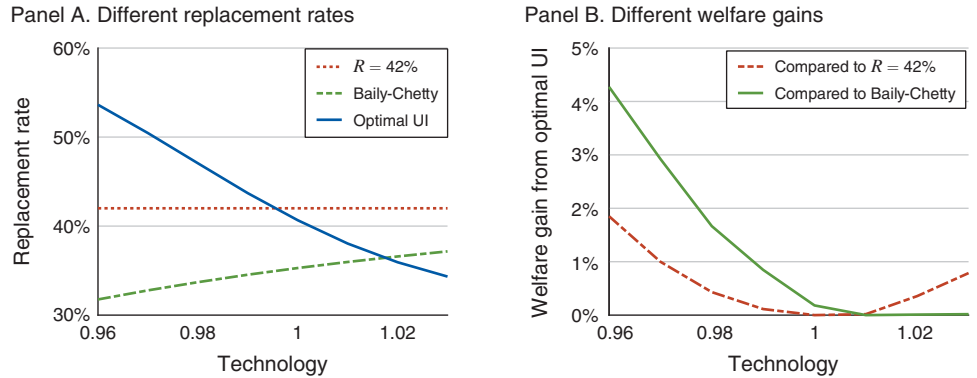 Panel A. Different replacement rates
60%
50%
40%
30%
Replacement rate
R = 42%
Baily-Chetty
Optimal UI
0.96
0.98
1
1.02
Technology
Panel B. Different welfare gains
5%
4%
3%
2%
1%
0%
Welfare gain from optimal UI
Compared to R = 42%
Compared to Baily-Chetty
0.96
0.98
1
1.02
Technology